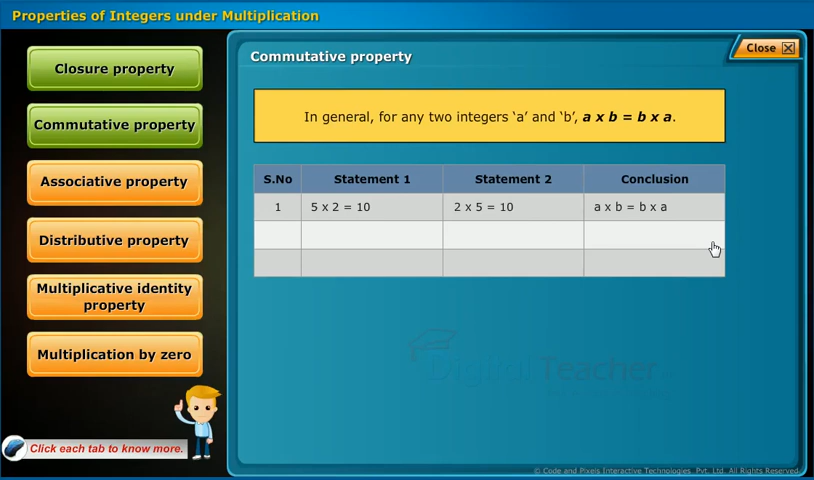 Properties of Integers under Multiplication
Close
Closure property
Commutative property
Associative property
Distributive property
Multiplicative identity
property
Multiplication by zero
Click each tab to know more.
Commutative property
In general, for any two integers ‘a’ and ‘b’, a x b = b x a.
S.No Statement 1 Statement 2 Conclusion
1 5 x 2 = 10 2 x 5 = 10 a x b = b x a
Digital Teacher
© Code and Pixels Interactive Technologies. Pvt. Ltd. All Rights Reserved.